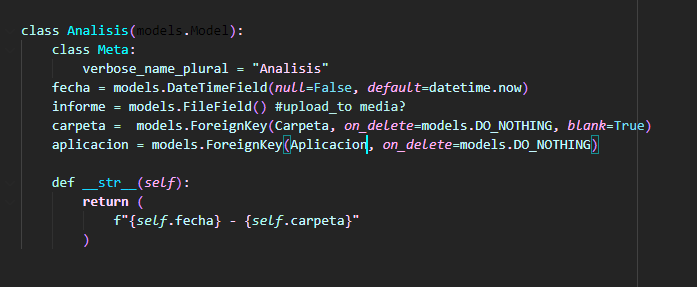 class Analisis(models.Model):
    class Meta:
        verbose_name_plural = "Analisis"
    fecha = models.DateTimeField(null=False, default=datetime.now)
    informe = models.FileField() #upload_to media?
    carpeta =  models.ForeignKey(Carpeta, on_delete=models.DO_NOTHING, blank=True)
    aplicacion = models.ForeignKey(Aplicacion, on_delete=models.DO_NOTHING)

    def __str__(self):
        return (
            f"{self.fecha} - {self.carpeta}"
        )